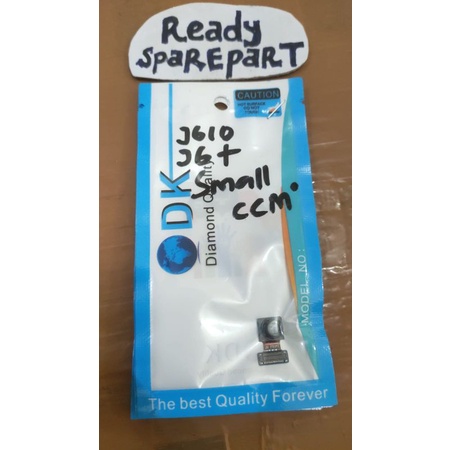 Ready
SPAREPART
CAUTION
J610
J6+
Small
CCM
DK
Diamond Quality
MODEL NO:
The best Quality Forever